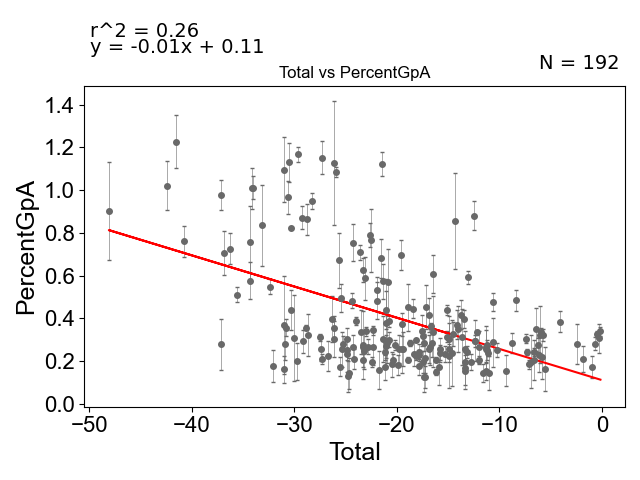 r^2 = 0.26
y = -0.01x + 0.11
N = 192
Total vs PercentGpA
PercentGpA
1.4
1.2
1.0
0.8
0.6
0.4
0.2
0.0
−50 −40 −30 −20 −10 0
Total